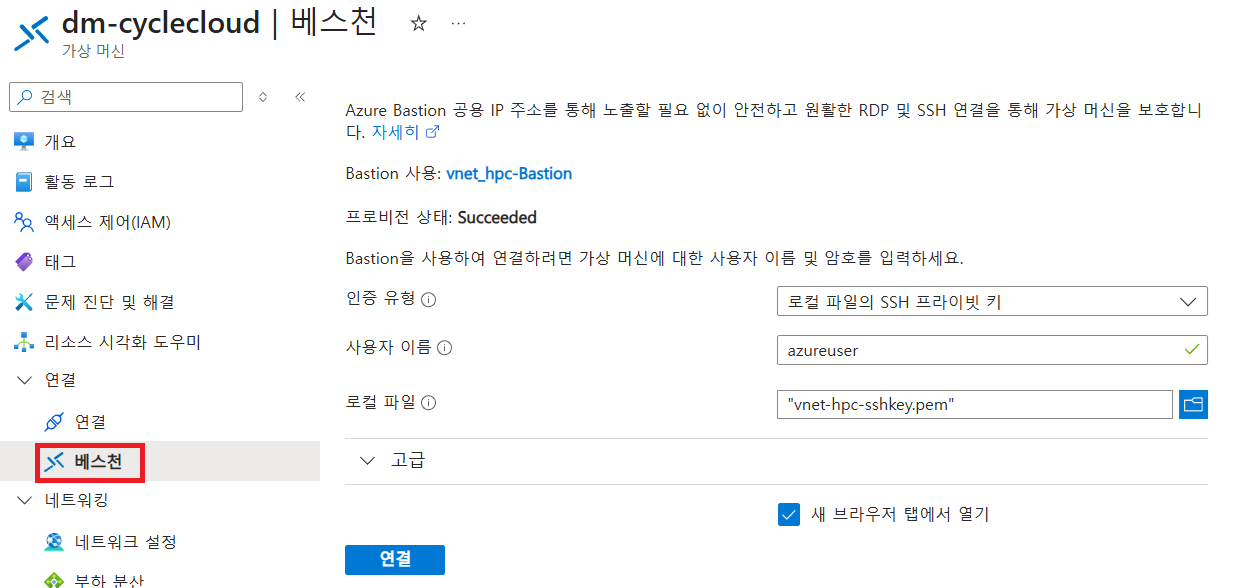 dm-cyclecloud | 베스천
가상 머신
검색
개요
활동 로그
액세스 제어(IAM)
태그
문제 진단 및 해결
리소스 시각화 도우미
연결
연결
베스천
네트워킹
네트워크 설정
부하 분산
Azure Bastion 공용 IP 주소를 통해 노출할 필요 없이 안전하고 원활한 RDP 및 SSH 연결을 통해 가상 머신을 보호합니
다. 자세히
Bastion 사용: vnet_hpc-Bastion
프로비전 상태: Succeeded
Bastion을 사용하여 연결하려면 가상 머신에 대한 사용자 이름 및 암호를 입력하세요.
인증 유형 로컬 파일의 SSH 프라이빗 키
사용자 이름 azureuser
로컬 파일 "vnet-hpc-sshkey.pem"
고급
새 브라우저 탭에서 열기
연결